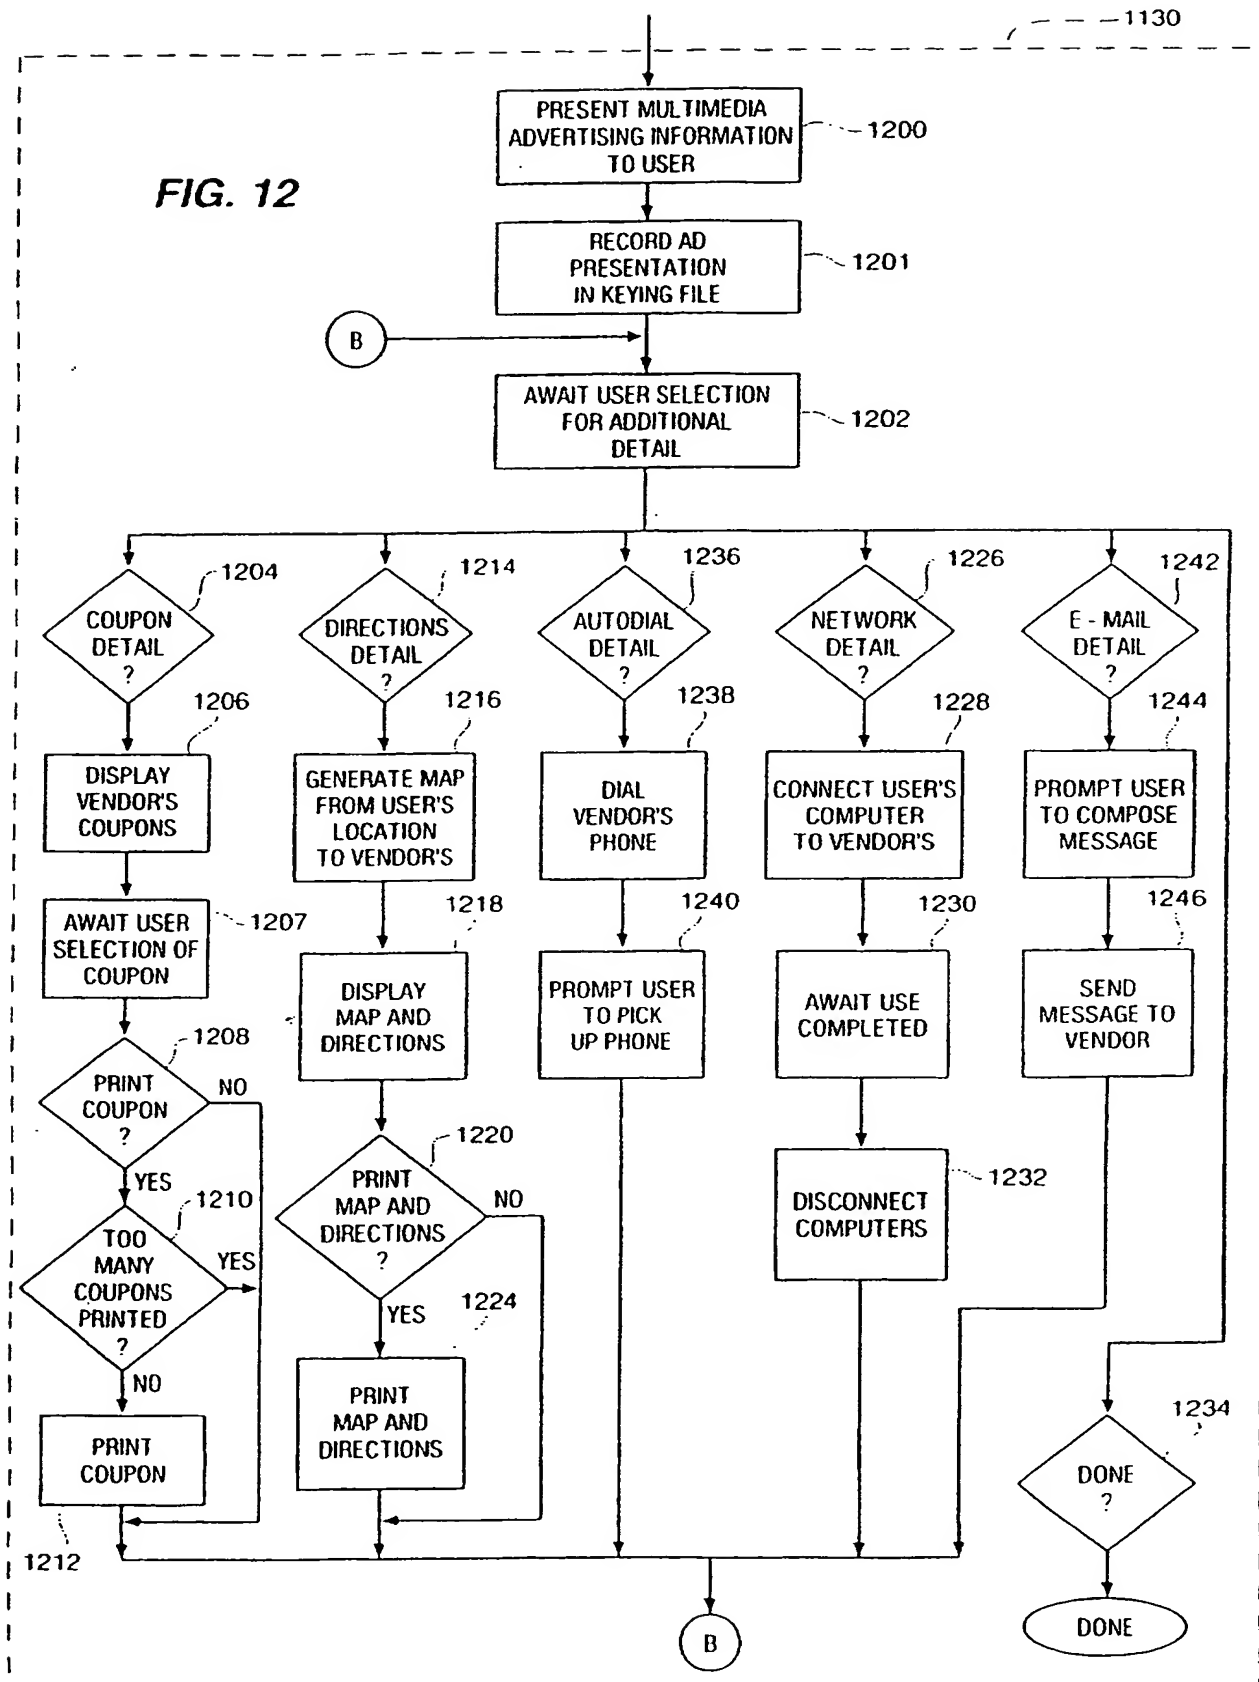 1130
PRESENT MULTIMEDIA
ADVERTISING INFORMATION
TO USER
1200
FIG. 12
RECORD AD
PRESENTATION
IN KEYING FILE
1201
B
AWAIT USER SELECTION
FOR ADDITIONAL
DETAIL
1202
1204
COUPON
DETAIL
?
1206
DISPLAY
VENDOR'S
COUPONS
1207
AWAIT USER
SELECTION OF
COUPON
1208
PRINT
COUPON
?
NO
YES
1210
TOO
MANY
COUPONS
PRINTED
?
YES
NO
PRINT
COUPON
1212
1214
DIRECTIONS
DETAIL
?
1216
GENERATE MAP
FROM USER'S
LOCATION
TO VENDOR'S
1218
DISPLAY
MAP AND
DIRECTIONS
1220
PRINT
MAP AND
DIRECTIONS
?
NO
YES
1224
PRINT
MAP AND
DIRECTIONS
1236
AUTODIAL
DETAIL
?
1238
DIAL
VENDOR'S
PHONE
1240
PROMPT USER
TO PICK
UP PHONE
1226
NETWORK
DETAIL
?
1228
CONNECT USER'S
COMPUTER
TO VENDOR'S
1230
AWAIT USE
COMPLETED
1232
DISCONNECT
COMPUTERS
1242
E - MAIL
DETAIL
?
1244
PROMPT USER
TO COMPOSE
MESSAGE
1246
SEND
MESSAGE TO
VENDOR
1234
DONE
?
DONE
B